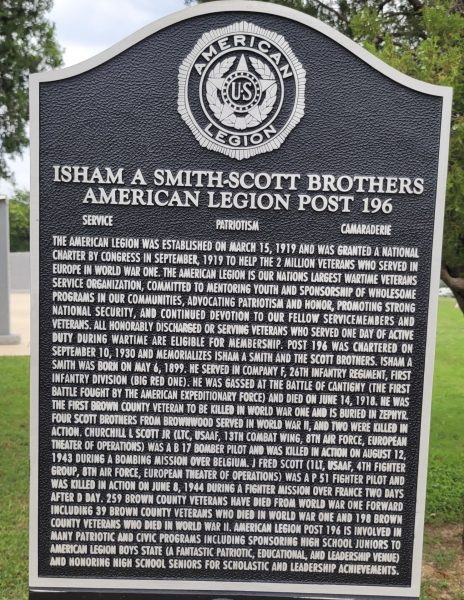 AMERICAN
U.S
LEGION
ISHAM A SMITH-SCOTT BROTHERS
AMERICAN LEGION POST 196
SERVICE PATRIOTISM CAMARADERIE
THE AMERICAN LEGION WAS ESTABLISHED ON MARCH 15, 1919 AND WAS GRANTED A NATIONAL
CHARTER BY CONGRESS IN SEPTEMBER, 1919 TO HELP THE 2 MILLION VETERANS WHO SERVED IN
EUROPE IN WORLD WAR ONE. THE AMERICAN LEGION IS OUR NATIONS LARGEST WARTIME VETERANS
SERVICE ORGANIZATION, COMMITTED TO MENTORING YOUTH AND SPONSORSHIP OF WHOLESOME
PROGRAMS IN OUR COMMUNITIES, ADVOCATING PATRIOTISM AND HONOR, PROMOTING STRONG
NATIONAL SECURITY, AND CONTINUED DEVOTION TO OUR FELLOW SERVICEMEMBERS AND
VETERANS. ALL HONORABLY DISCHARGED OR SERVING VETERANS WHO SERVED ONE DAY OF ACTIVE
DUTY DURING WARTIME ARE ELIGIBLE FOR MEMBERSHIP. POST 196 WAS CHARTERED ON
SEPTEMBER 10, 1930 AND MEMORIALIZES ISHAM A SMITH AND THE SCOTT BROTHERS. ISHAM A
SMITH WAS BORN ON MAY 6, 1899. HE SERVED IN COMPANY F, 26TH INFANTRY REGIMENT, FIRST
INFANTRY DIVISION (BIG RED ONE). HE WAS GASSED AT THE BATTLE OF CANTIGNY (THE FIRST
BATTLE FOUGHT BY THE AMERICAN EXPEDITIONARY FORCE) AND DIED ON JUNE 14, 1918. HE WAS
THE FIRST BROWN COUNTY VETERAN TO BE KILLED IN WORLD WAR ONE AND IS BURIED IN ZEPHYR.
FOUR SCOTT BROTHERS FROM BROWNWOOD SERVED IN WORLD WAR II, AND TWO WERE KILLED IN
ACTION. CHURCHILL L SCOTT JR (LTC, USAAF, 13TH COMBAT WING, 8TH AIR FORCE, EUROPEAN
THEATER OF OPERATIONS) WAS A B 17 BOMBER PILOT AND WAS KILLED IN ACTION ON AUGUST 12,
1943 DURING A BOMBING MISSION OVER BELGIUM. J FRED SCOTT (1LT, USAAF, 4TH FIGHTER
GROUP, 8TH AIR FORCE, EUROPEAN THEATER OF OPERATIONS) WAS A P 51 FIGHTER PILOT AND
WAS KILLED IN ACTION ON JUNE 8, 1944 DURING A FIGHTER MISSION OVER FRANCE TWO DAYS
AFTER D DAY. 259 BROWN COUNTY VETERANS HAVE DIED FROM WORLD WAR ONE FORWARD
INCLUDING 39 BROWN COUNTY VETERANS WHO DIED IN WORLD WAR ONE AND 198 BROWN
COUNTY VETERANS WHO DIED IN WORLD WAR II. AMERICAN LEGION POST 196 IS INVOLVED IN
MANY PATRIOTIC AND CIVIC PROGRAMS INCLUDING SPONSORING HIGH SCHOOL JUNIORS TO
AMERICAN LEGION BOYS STATE (A FANTASTIC PATRIOTIC, EDUCATIONAL, AND LEADERSHIP VENUE)
AND HONORING HIGH SCHOOL SENIORS FOR SCHOLASTIC AND LEADERSHIP ACHIEVEMENTS.